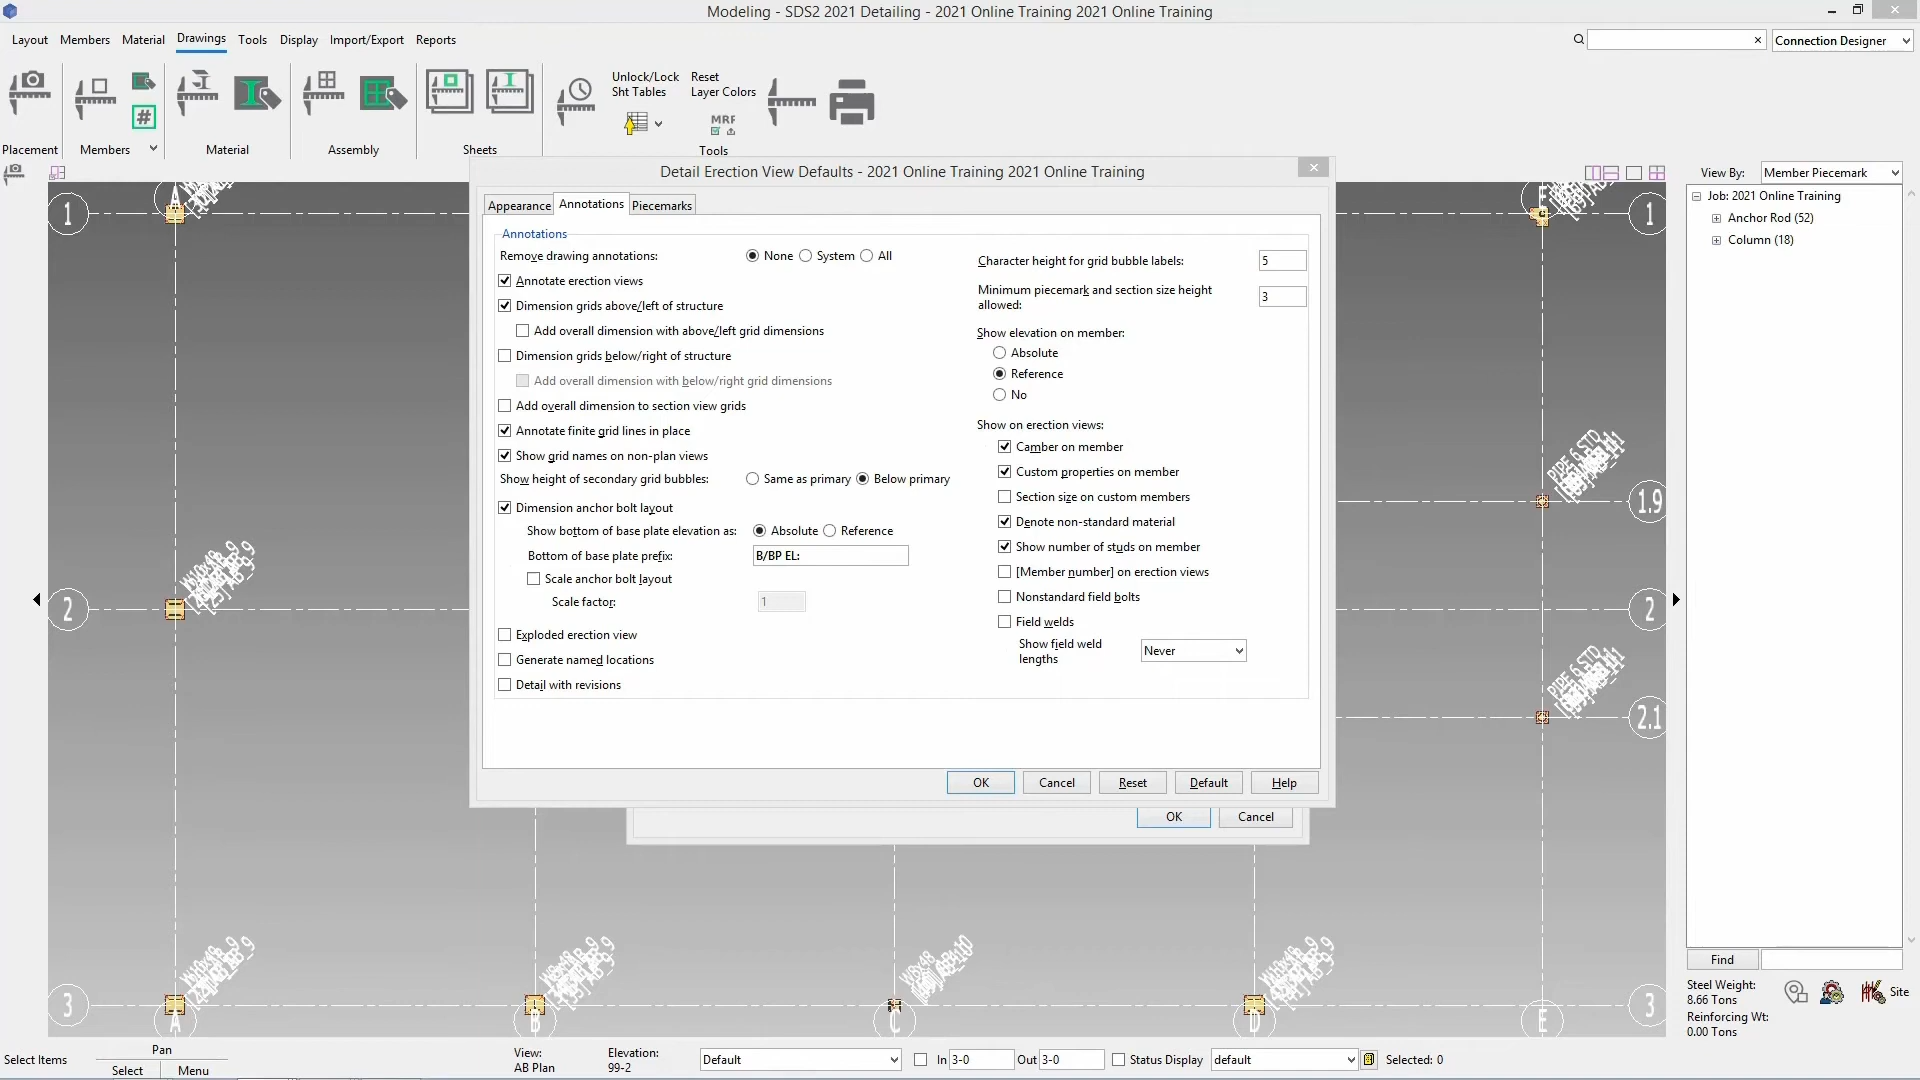 Modeling - SDS2 2021 Detailing - 2021 Online Training 2021 Online Training
Layout Members Material Drawings Tools Display Import/Export Reports
Connection Designer
Unlock/Lock Sht Tables
Reset Layer Colors
MRF
Placement Members Material Assembly Sheets Tools
View By: Member Piecemark
Job: 2021 Online Training
Anchor Rod (52)
Column (18)
Detail Erection View Defaults - 2021 Online Training 2021 Online Training
Appearance Annotations Piecemarks
Annotations
Remove drawing annotations: None System All
Annotate erection views
Dimension grids above/left of structure
Add overall dimension with above/left grid dimensions
Dimension grids below/right of structure
Add overall dimension with below/right grid dimensions
Add overall dimension to section view grids
Annotate finite grid lines in place
Show grid names on non-plan views
Show height of secondary grid bubbles: Same as primary Below primary
Dimension anchor bolt layout
Show bottom of base plate elevation as: Absolute Reference
Bottom of base plate prefix: B/BP EL:
Scale anchor bolt layout
Scale factor: 1
Exploded erection view
Generate named locations
Detail with revisions
Character height for grid bubble labels: 5
Minimum piecemark and section size height allowed: 3
Show elevation on member:
Absolute
Reference
No
Show on erection views:
Camber on member
Custom properties on member
Section size on custom members
Denote non-standard material
Show number of studs on member
[Member number] on erection views
Nonstandard field bolts
Field welds
Show field weld lengths Never
OK Cancel Reset Default Help
OK Cancel
1
2
3
A
B
C
D
E
1
1.9
2
2.1
3
PIPE 6 STD
PIPE 6 STD
Find
Steel Weight:
8.66 Tons
Reinforcing Wt:
0.00 Tons
Site
Select Items
Pan
Select Menu
View:
AB Plan
Elevation:
99-2
Default
In 3-0 Out 3-0
Status Display default
Selected: 0